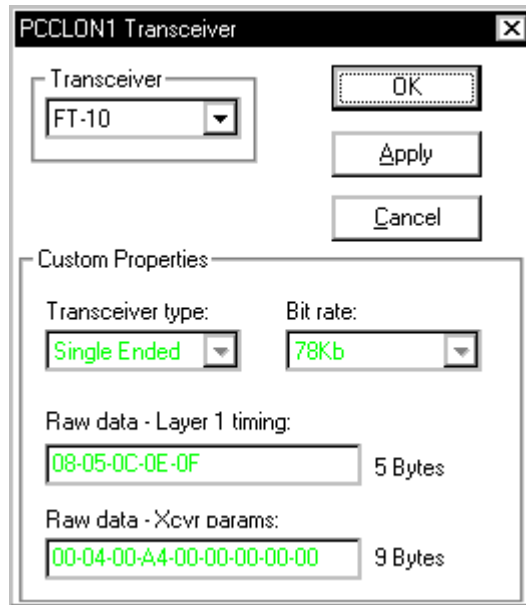 PCCLON1 Transceiver
Transceiver
FT-10
OK
Apply
Cancel
Custom Properties
Transceiver type:
Bit rate:
Single Ended
78Kb
Raw data - Layer 1 timing:
08-05-0C-0E-0F
5 Bytes
Raw data - Xcvr params:
00-04-00-A4-00-00-00-00-00
9 Bytes